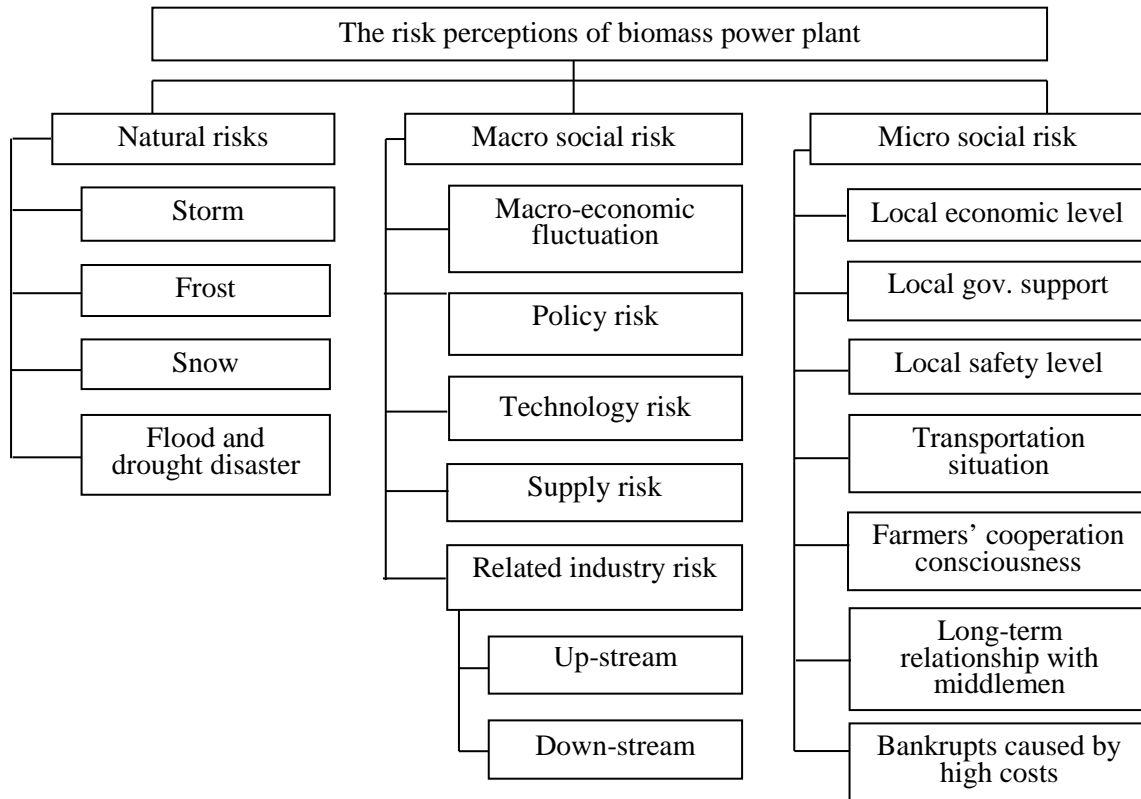 The risk perceptions of biomass power plant
Natural risks
Storm
Frost
Snow
Flood and
drought disaster
Macro social risk
Macro-economic
fluctuation
Policy risk
Technology risk
Supply risk
Related industry risk
Up-stream
Down-stream
Micro social risk
Local economic level
Local gov. support
Local safety level
Transportation
situation
Farmers’ cooperation
consciousness
Long-term
relationship with
middlemen
Bankrupts caused by
high costs